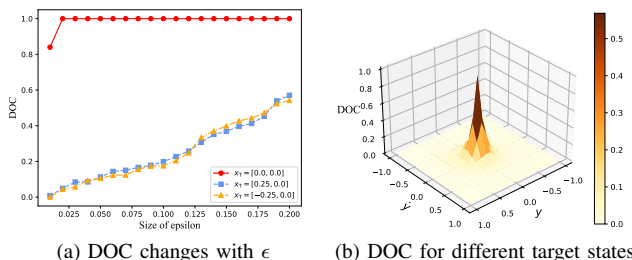 1.0
0.8
0.6
0.4
0.2
0.0
DOC
0.025 0.050 0.075 0.100 0.125 0.150 0.175 0.200
Size of epsilon
x_T = [0.0, 0.0]
x_T = [0.25, 0.0]
x_T = [−0.25, 0.0]
(a) DOC changes with ϵ
DOC
1.0
0.8
0.6
0.4
0.2
0.0
−1.0
−0.5
0.0
0.5
1.0
ẏ
1.0
0.5
0.0
−0.5
−1.0
y
0.5
0.4
0.3
0.2
0.1
0.0
(b) DOC for different target states